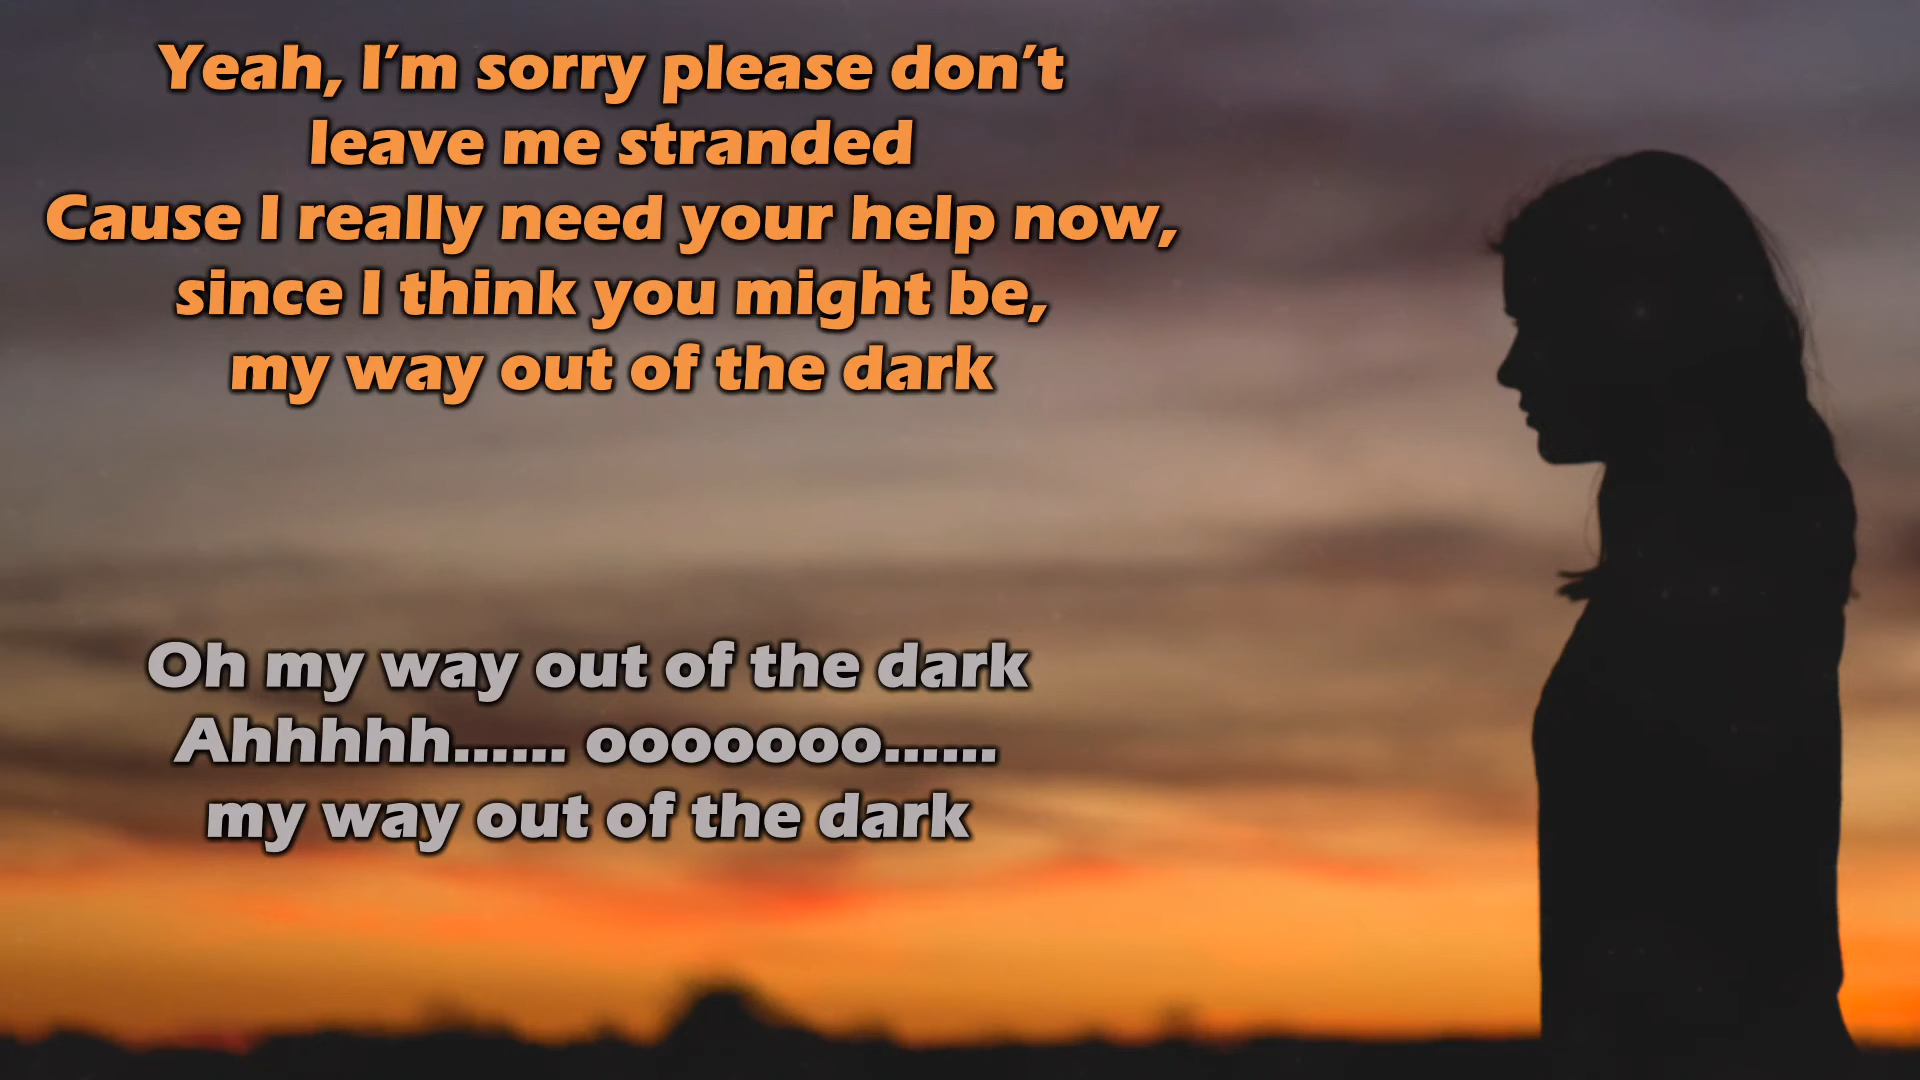 Yeah, I’m sorry please don’t
leave me stranded
Cause I really need your help now,
since I think you might be,
my way out of the dark
Oh my way out of the dark
Ahhhhh...... ooooooo......
my way out of the dark